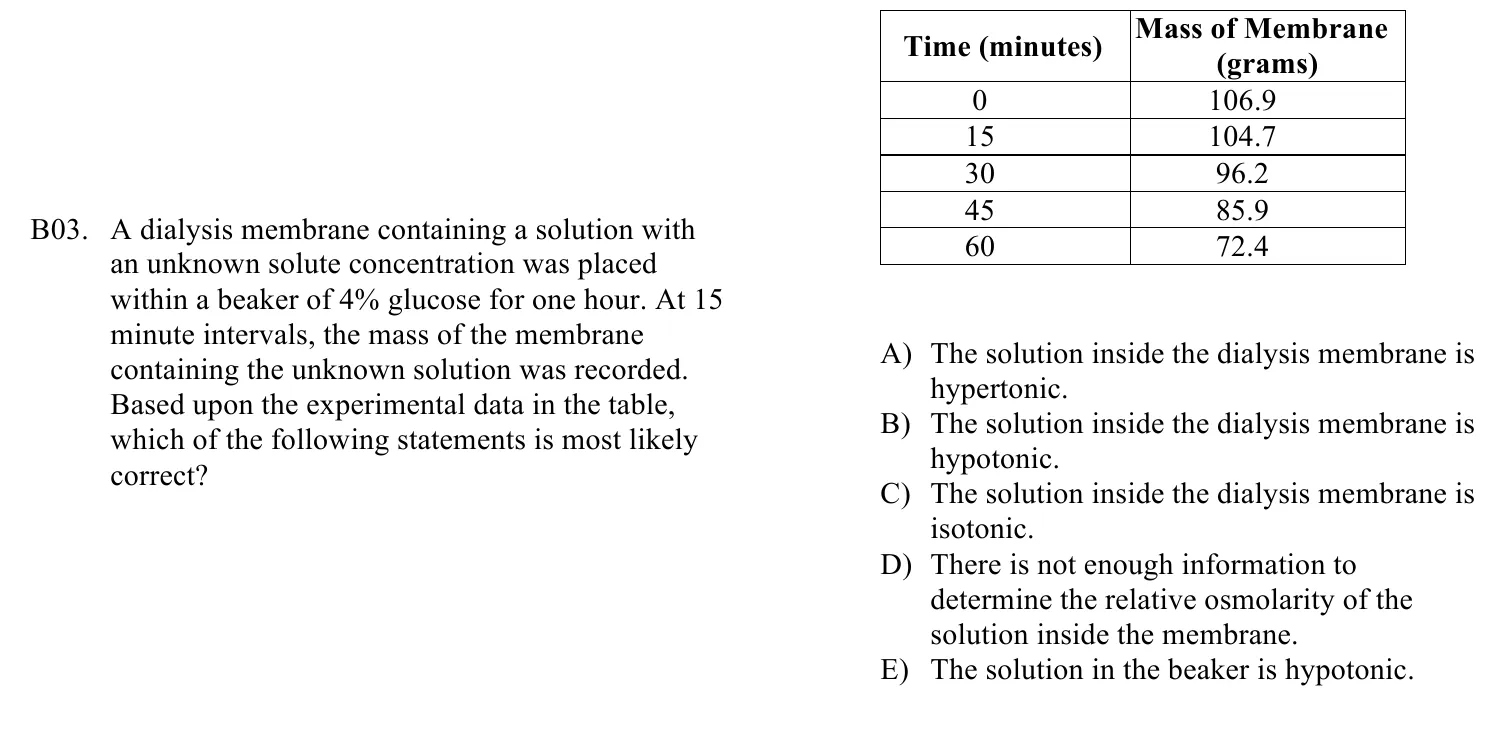 B03. A dialysis membrane containing a solution with
an unknown solute concentration was placed
within a beaker of 4% glucose for one hour. At 15
minute intervals, the mass of the membrane
containing the unknown solution was recorded.
Based upon the experimental data in the table,
which of the following statements is most likely
correct?
Time (minutes) Mass of Membrane
(grams)
0 106.9
15 104.7
30 96.2
45 85.9
60 72.4
A) The solution inside the dialysis membrane is
hypertonic.
B) The solution inside the dialysis membrane is
hypotonic.
C) The solution inside the dialysis membrane is
isotonic.
D) There is not enough information to
determine the relative osmolarity of the
solution inside the membrane.
E) The solution in the beaker is hypotonic.